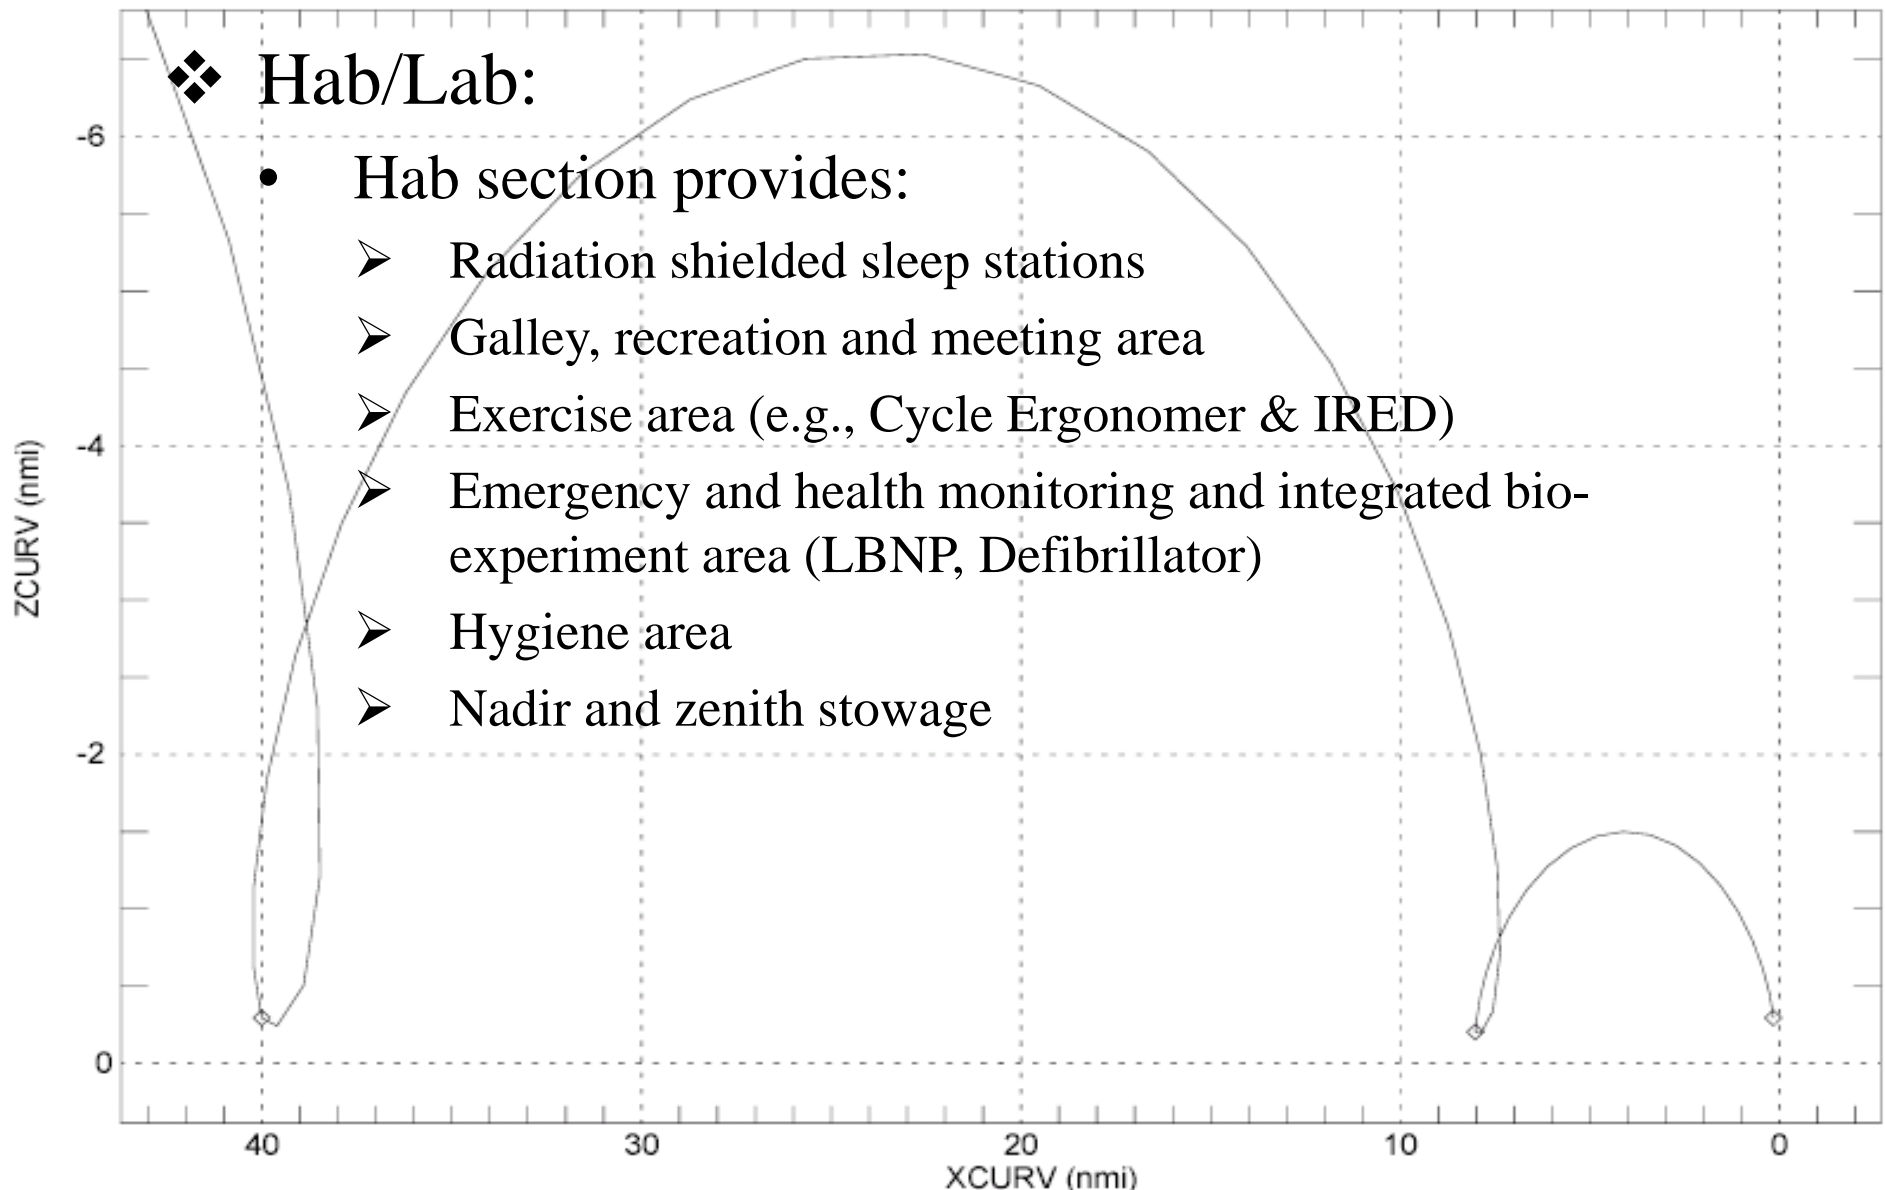 ❖ Hab/Lab:
• Hab section provides:
➢ Radiation shielded sleep stations
➢ Galley, recreation and meeting area
➢ Exercise area (e.g., Cycle Ergonomer & IRED)
➢ Emergency and health monitoring and integrated bio-
experiment area (LBNP, Defibrillator)
➢ Hygiene area
➢ Nadir and zenith stowage
ZCURV (nmi)
-6
-4
-2
0
40 30 20 10 0
XCURV (nmi)